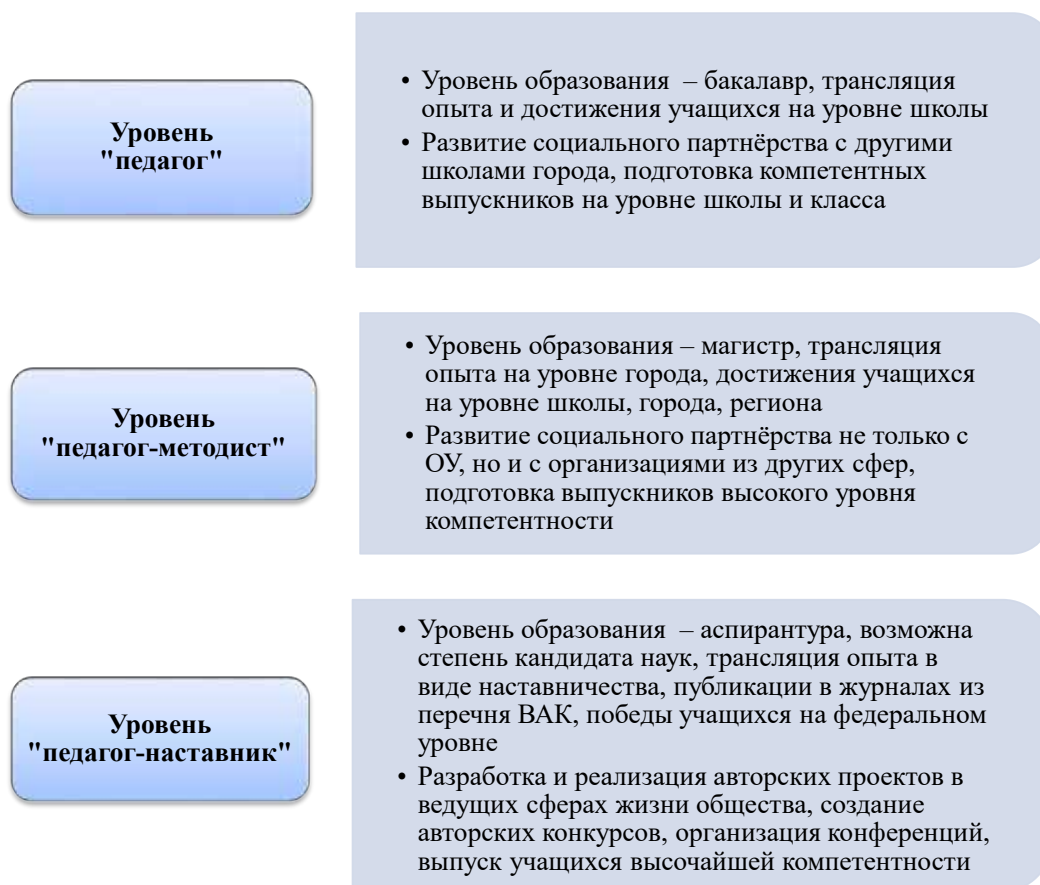 Уровень
"педагог"
• Уровень образования – бакалавр, трансляция
опыта и достижения учащихся на уровне школы
• Развитие социального партнёрства с другими
школами города, подготовка компетентных
выпускников на уровне школы и класса
Уровень
"педагог-методист"
• Уровень образования – магистр, трансляция
опыта на уровне города, достижения учащихся
на уровне школы, города, региона
• Развитие социального партнёрства не только с
ОУ, но и с организациями из других сфер,
подготовка выпускников высокого уровня
компетентности
Уровень
"педагог-наставник"
• Уровень образования – аспирантура, возможна
степень кандидата наук, трансляция опыта в
виде наставничества, публикации в журналах из
перечня ВАК, победы учащихся на федеральном
уровне
• Разработка и реализация авторских проектов в
ведущих сферах жизни общества, создание
авторских конкурсов, организация конференций,
выпуск учащихся высочайшей компетентности